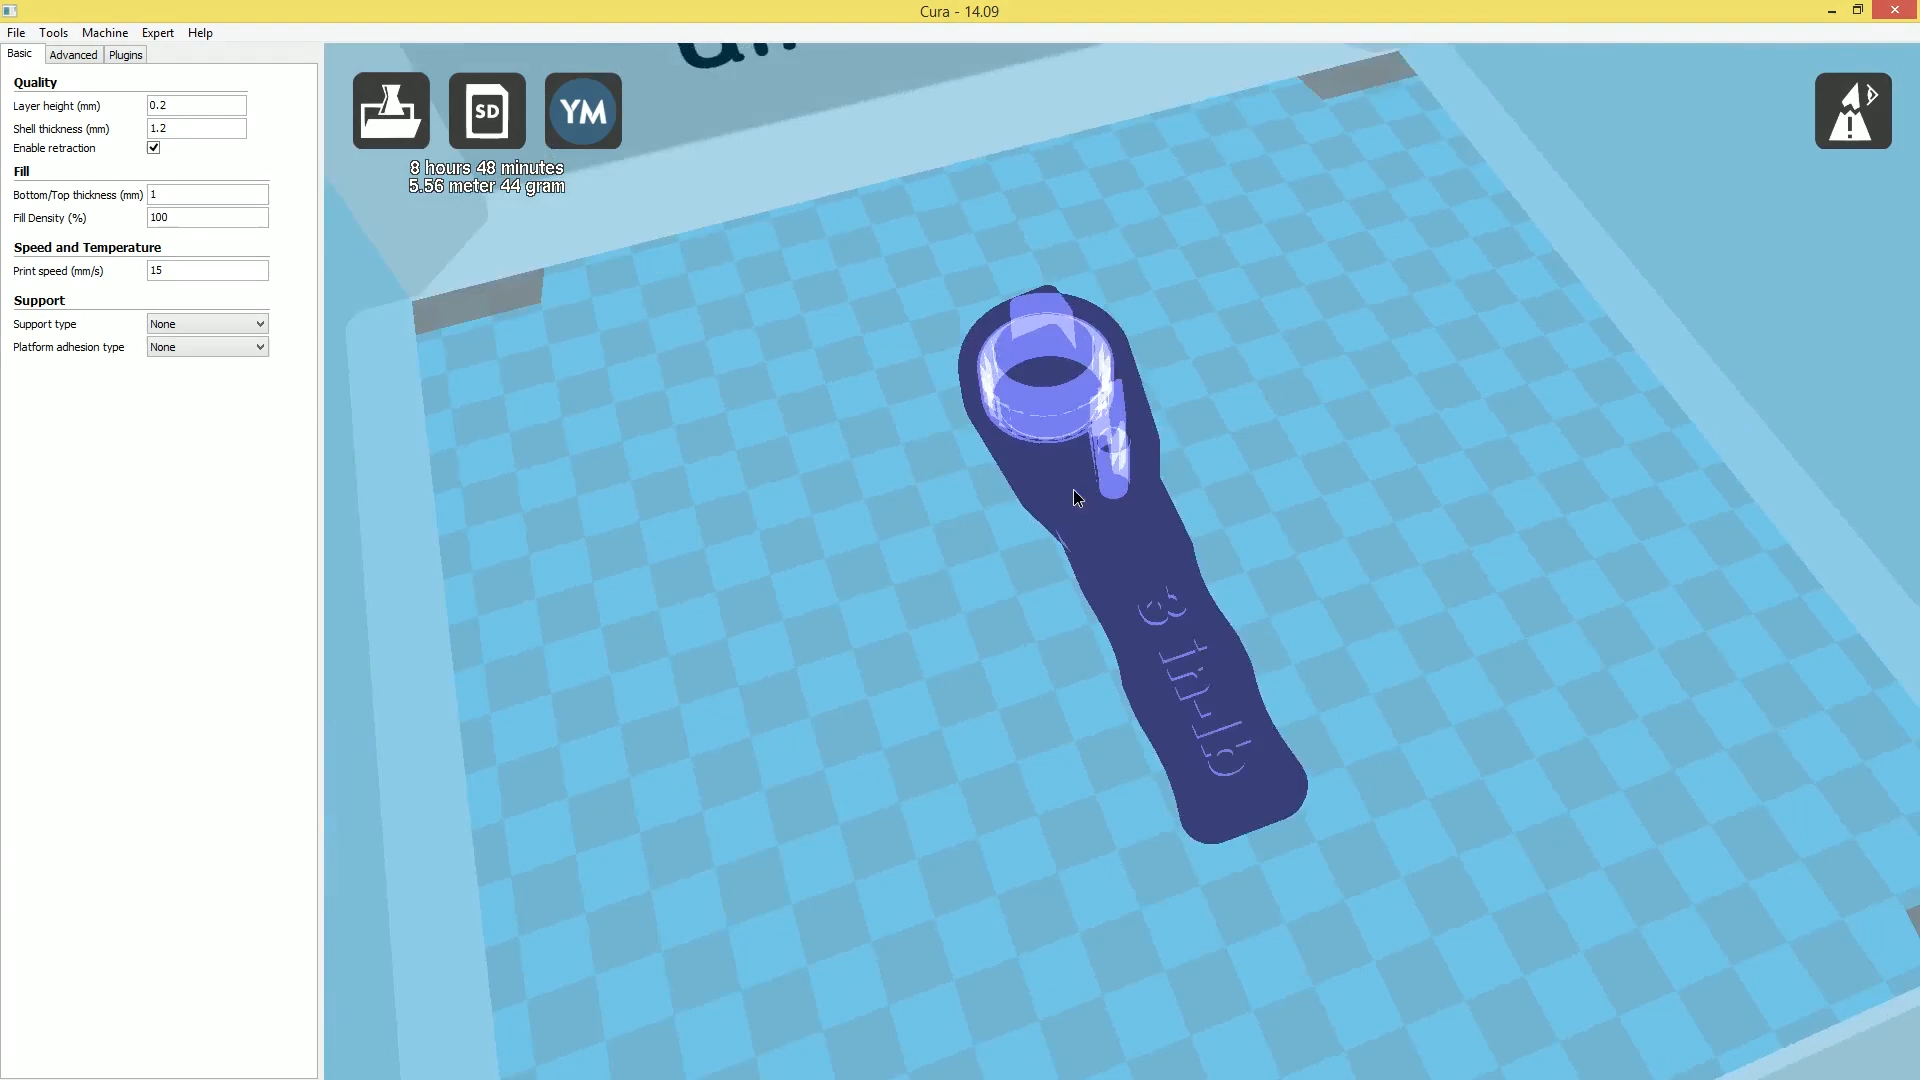 Cura - 14.09
File Tools Machine Expert Help
Basic Advanced Plugins
Quality
Layer height (mm) 0.2
Shell thickness (mm) 1.2
Enable retraction
Fill
Bottom/Top thickness (mm) 1
Fill Density (%) 100
Speed and Temperature
Print speed (mm/s) 15
Support
Support type None
Platform adhesion type None
SD
YM
8 hours 48 minutes
5.56 meter 44 gram